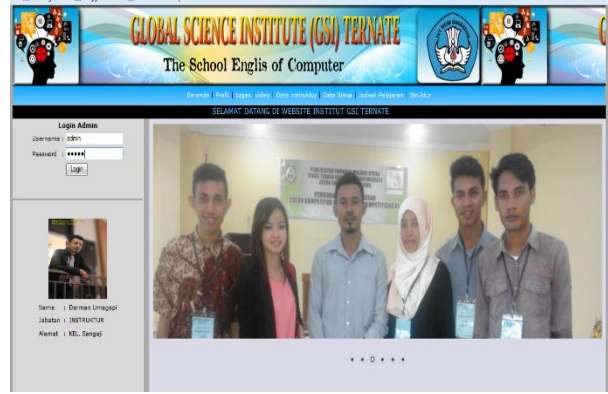 GLOBAL SCIENCE INSTITUTE (GSI) TERNATE
The School Englis of Computer
Beranda | Profil | tugas | video | Data instruktur | Data Siswa | Jadwal Pelajaran | Struktur
SELAMAT DATANG DI WEBSITE INSTITUT GSI TERNATE
Login Admin
Username : admin
Password :
Login
Nama : Darman Umagapi
Jabatan : INSTRUKTUR
Alamat : KEL. Sangaji